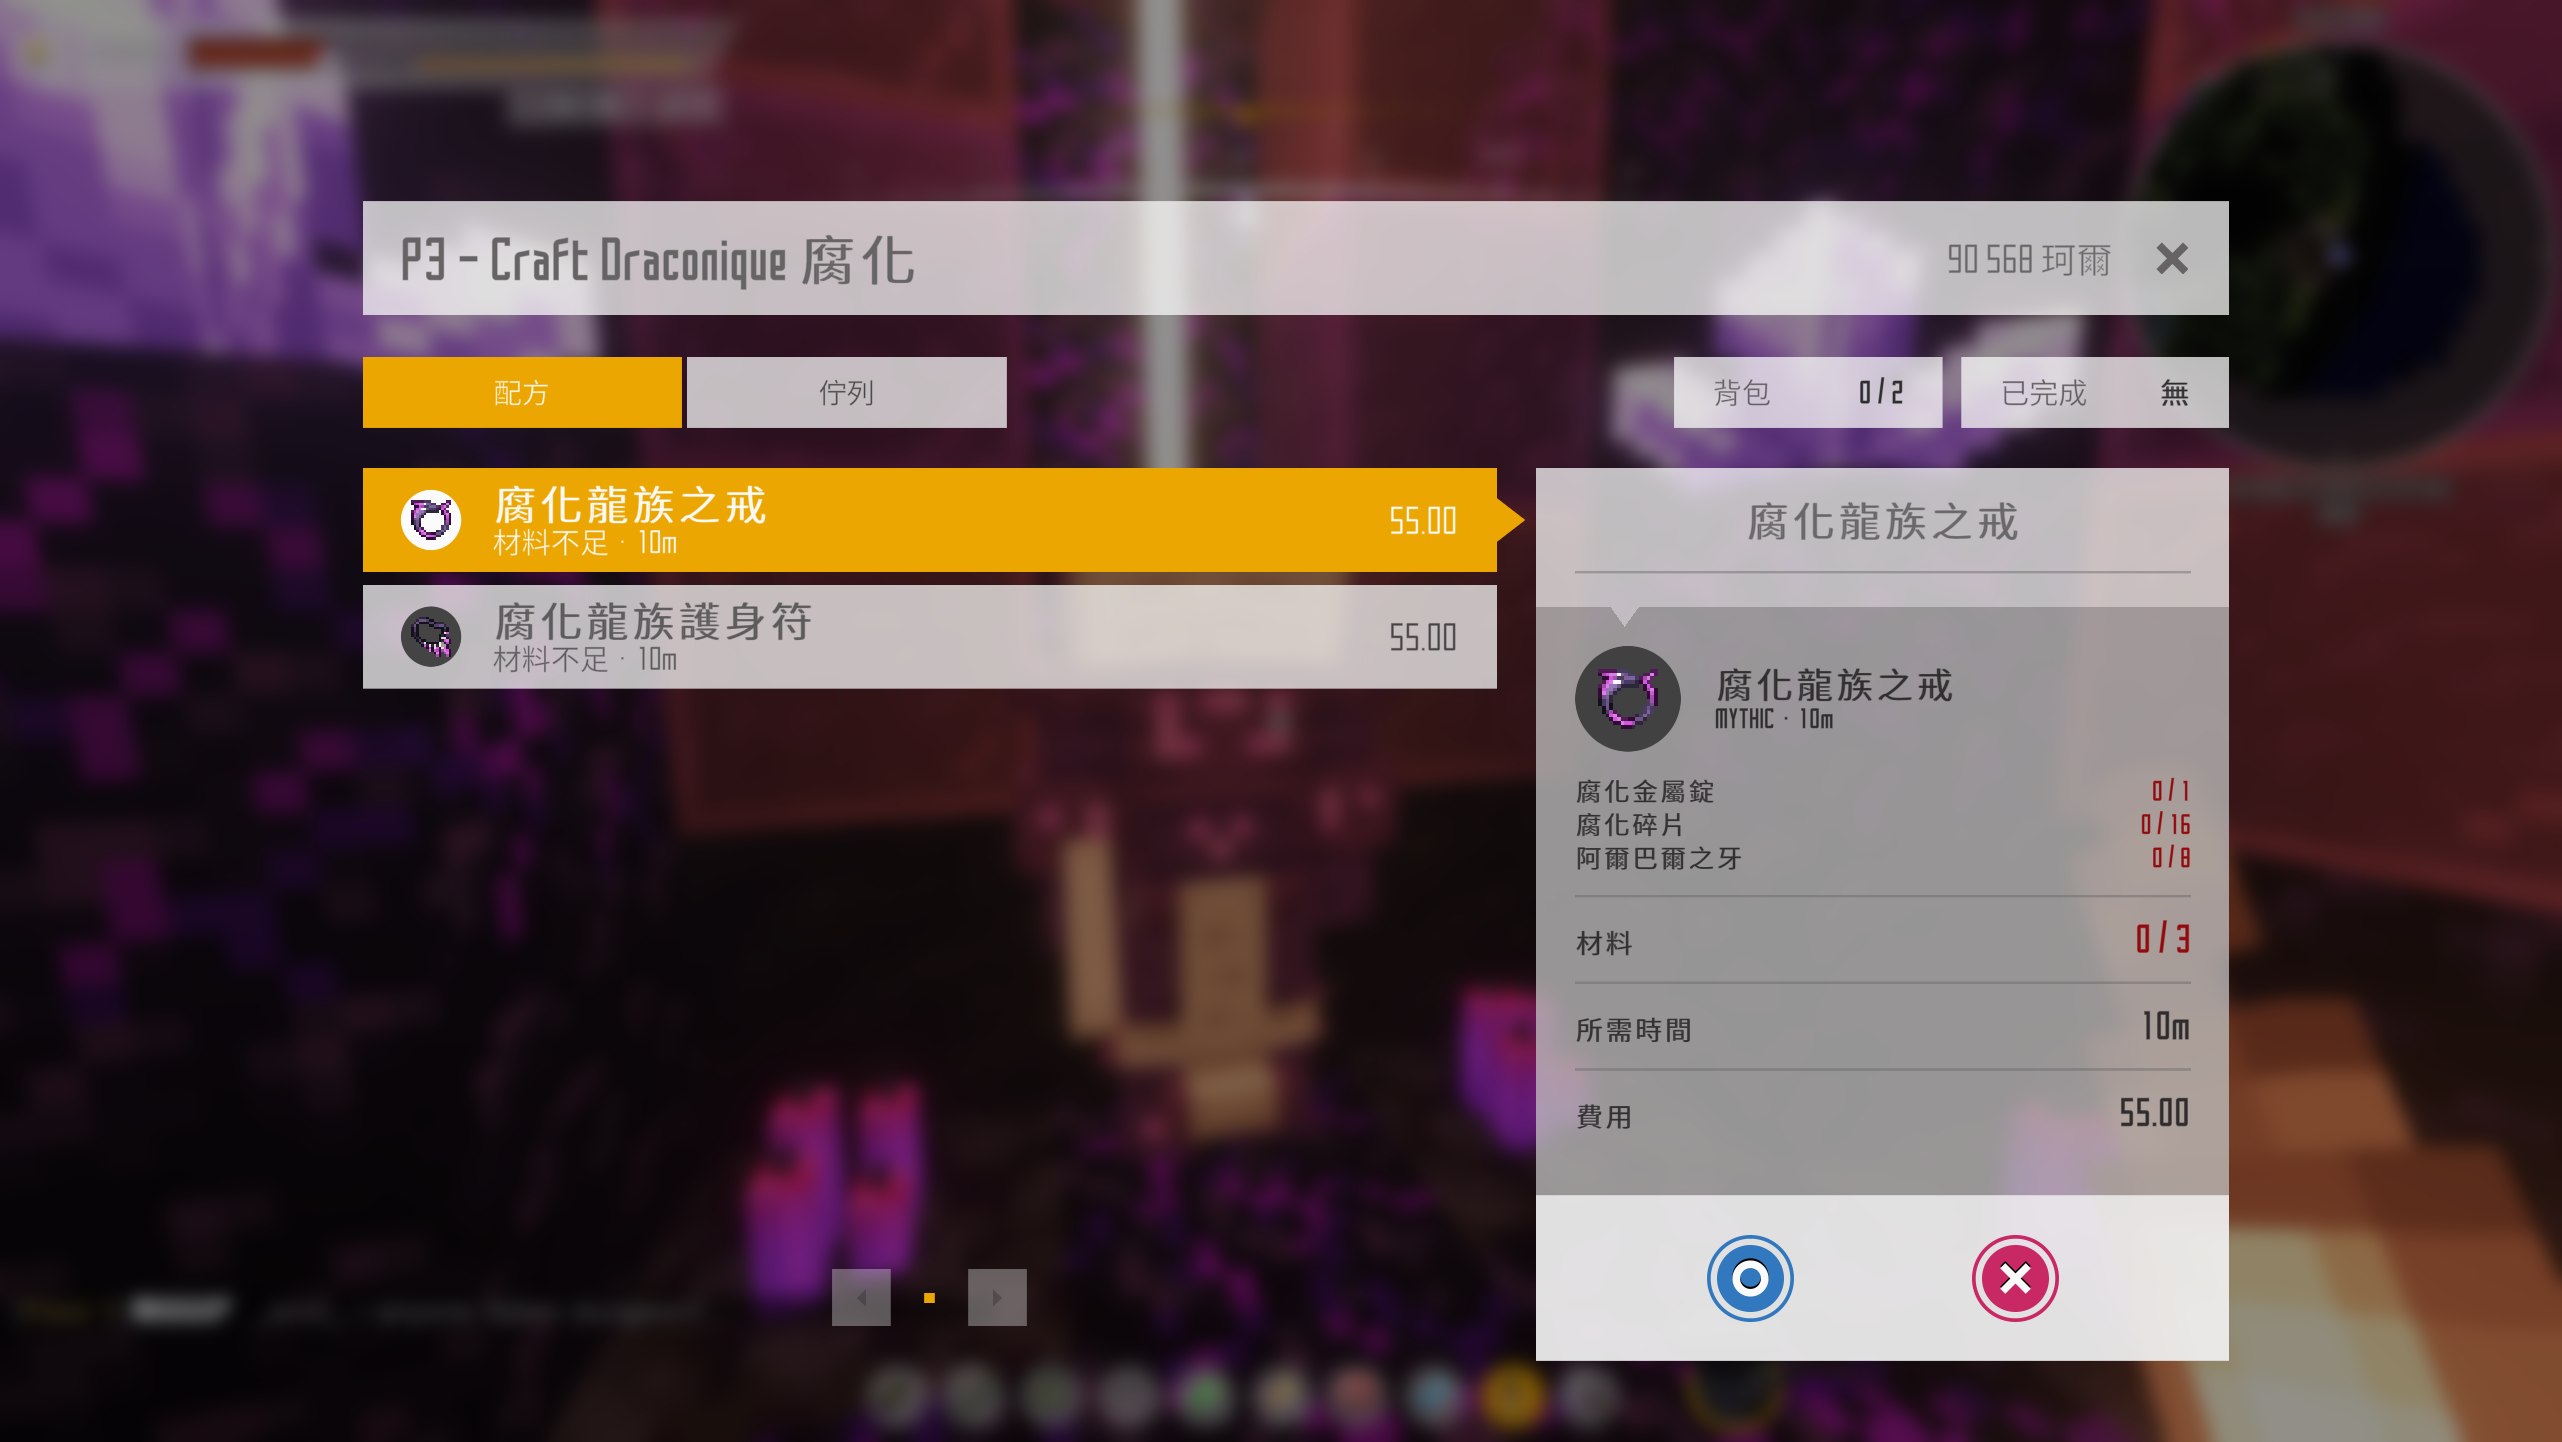 P3 - Craft Draconique 腐化
90 568 珂爾
配方
佇列
背包 0/2
已完成 無
腐化龍族之戒
材料不足 · 10m
55.00
腐化龍族護身符
材料不足 · 10m
55.00
腐化龍族之戒
腐化龍族之戒
MYTHIC · 10m
腐化金屬錠 0/1
腐化碎片 0/16
阿爾巴爾之牙 0/8
材料 0/3
所需時間 10m
費用 55.00